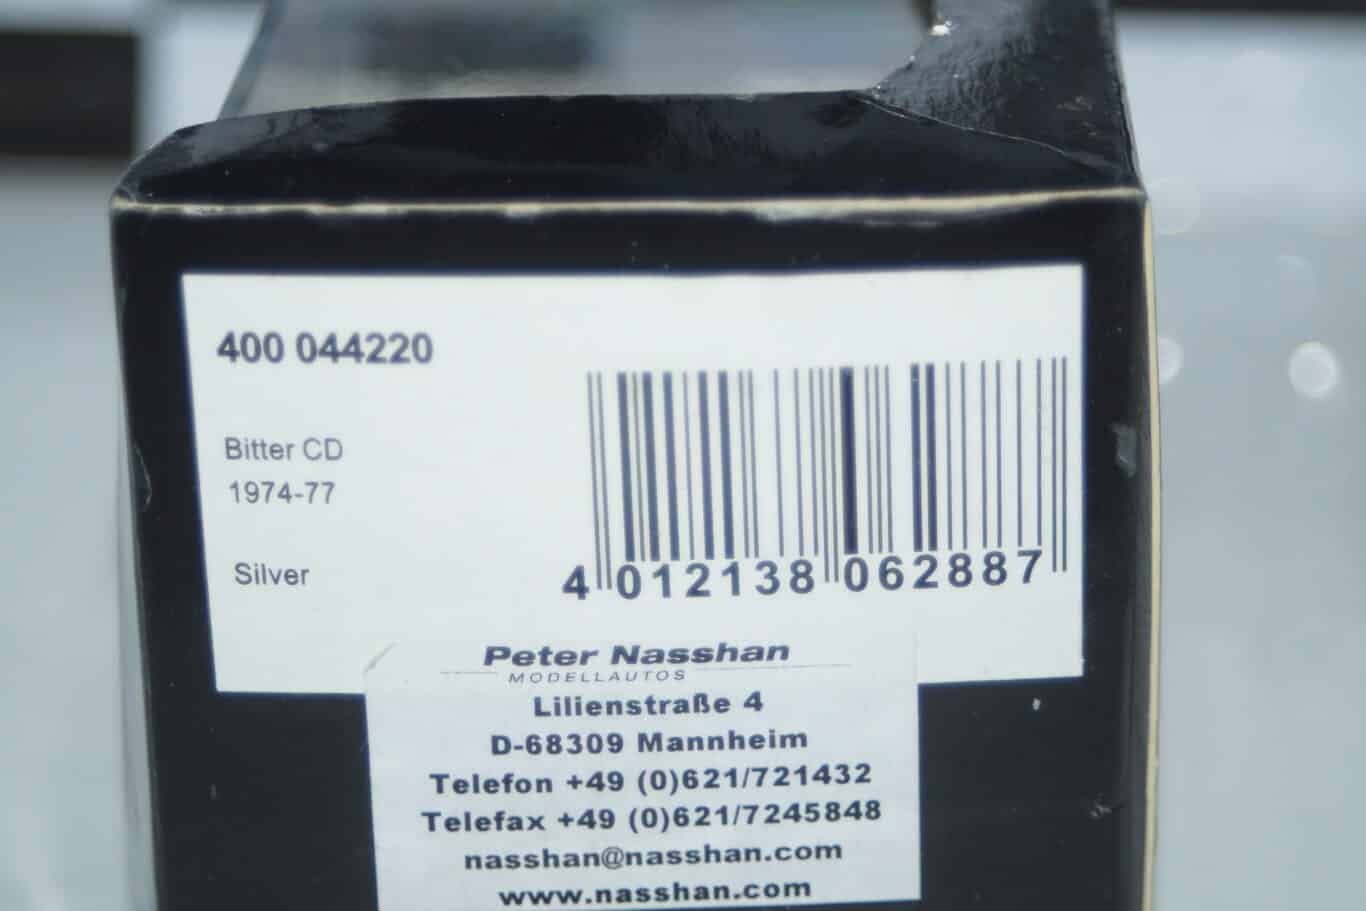 400 044220
Bitter CD
1974-77
Silver
4 012138 062887
Peter Nasshan
MODELLAUTOS
Lilienstraße 4
D-68309 Mannheim
Telefon +49 (0)621/721432
Telefax +49 (0)621/7245848
nasshan@nasshan.com
www.nasshan.com